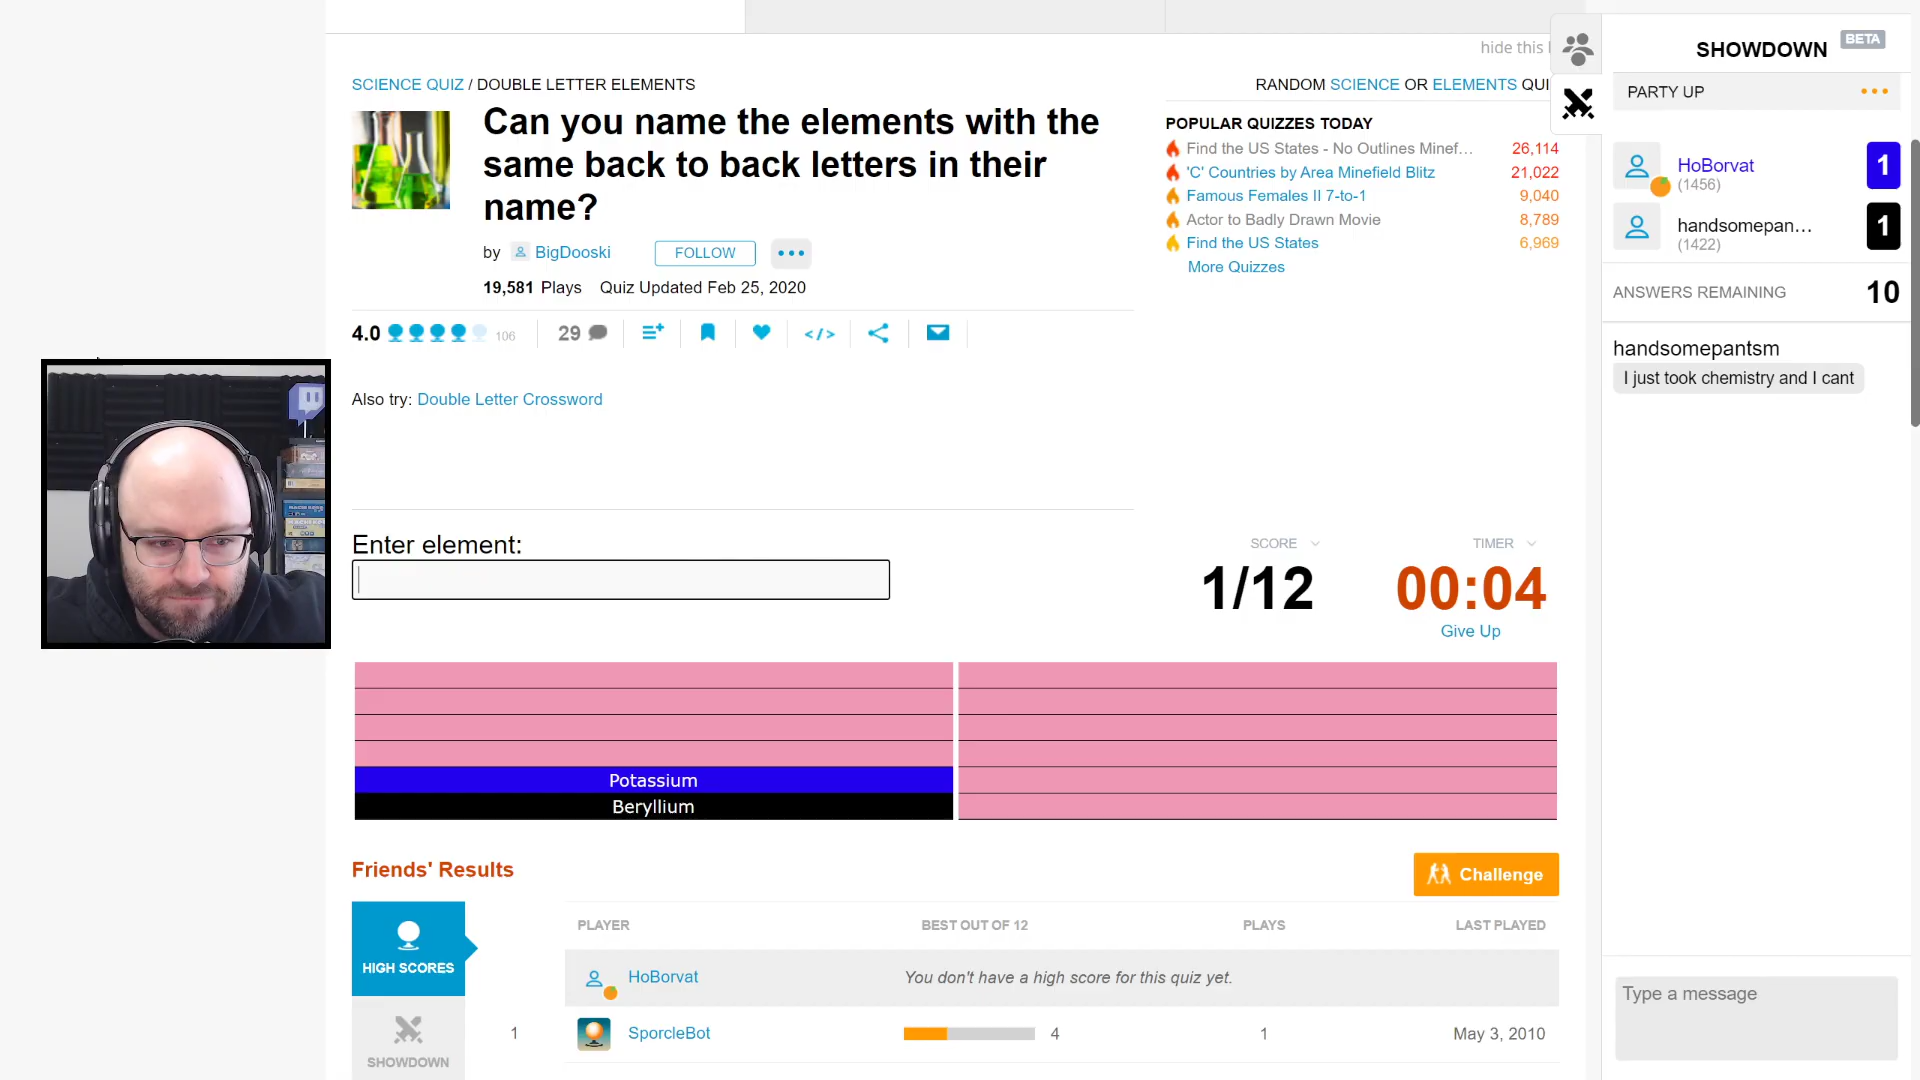 hide this
SCIENCE QUIZ / DOUBLE LETTER ELEMENTS
Can you name the elements with the
same back to back letters in their
name?
by BigDooski FOLLOW
19,581 Plays Quiz Updated Feb 25, 2020
4.0 106 29 </>
Also try: Double Letter Crossword
RANDOM SCIENCE OR ELEMENTS QUI
POPULAR QUIZZES TODAY
Find the US States - No Outlines Minef… 26,114
'C' Countries by Area Minefield Blitz 21,022
Famous Females II 7-to-1 9,040
Actor to Badly Drawn Movie 8,789
Find the US States 6,969
More Quizzes
Enter element:
SCORE
1/12
TIMER
00:04
Give Up
Potassium
Beryllium
Friends' Results
Challenge
HIGH SCORES
SHOWDOWN
PLAYER BEST OUT OF 12 PLAYS LAST PLAYED
HoBorvat You don't have a high score for this quiz yet.
1 SporcleBot 4 1 May 3, 2010
SHOWDOWN BETA
PARTY UP
HoBorvat 1
(1456)
handsomepan… 1
(1422)
ANSWERS REMAINING 10
handsomepantsm
I just took chemistry and I cant
Type a message